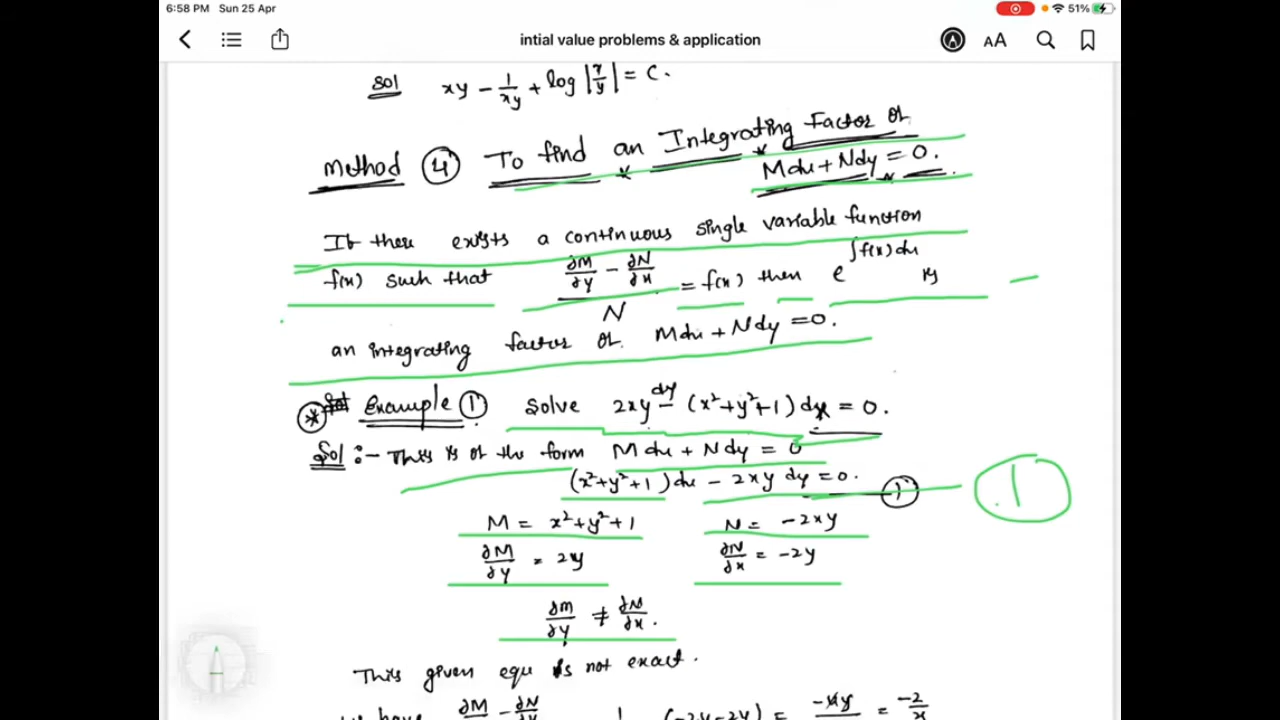 6:58 PM Sun 25 Apr
51%
intial value problems & application
AA
Sol xy - 1/xy + log |x/y| = C.
Method (4) To find an Integrating Factor of
Mdx + Ndy = 0.
If there exists a continuous single variable function
f(x) such that (∂M/∂y - ∂N/∂x)/N = f(x) then e^∫f(x)dx is
an integrating factor of Mdx + Ndy = 0.
Example (1) Solve 2xy dy - (x²+y²+1) dx = 0.
Sol :- This is of the form Mdx + Ndy = 0
(x²+y²+1) dx - 2xy dy = 0. (1) (1)
M = x²+y²+1 N = -2xy
∂M/∂y = 2y ∂N/∂x = -2y
∂M/∂y ≠ ∂N/∂x.
This given equ is not exact.